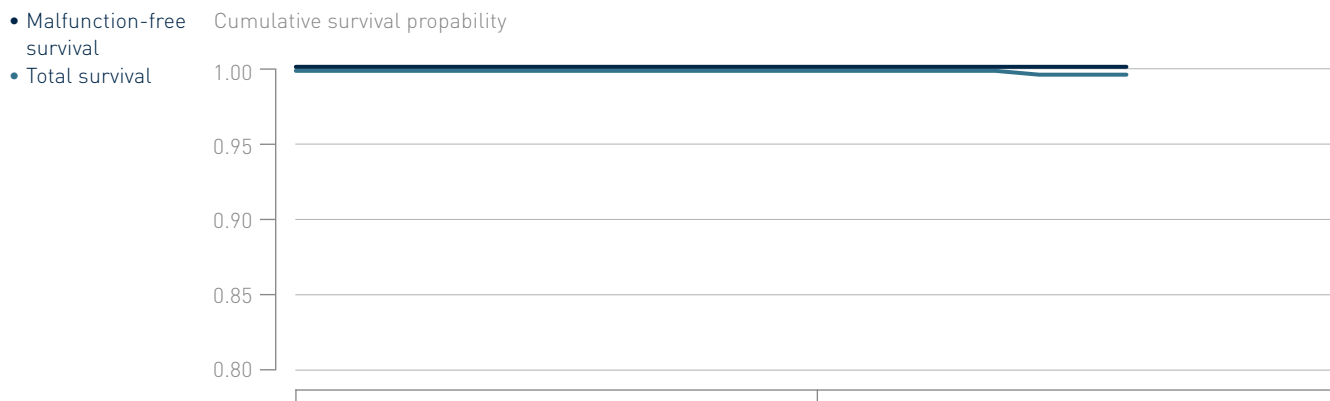 • Malfunction-free
survival
• Total survival
Cumulative survival propability
1.00
0.95
0.90
0.85
0.80